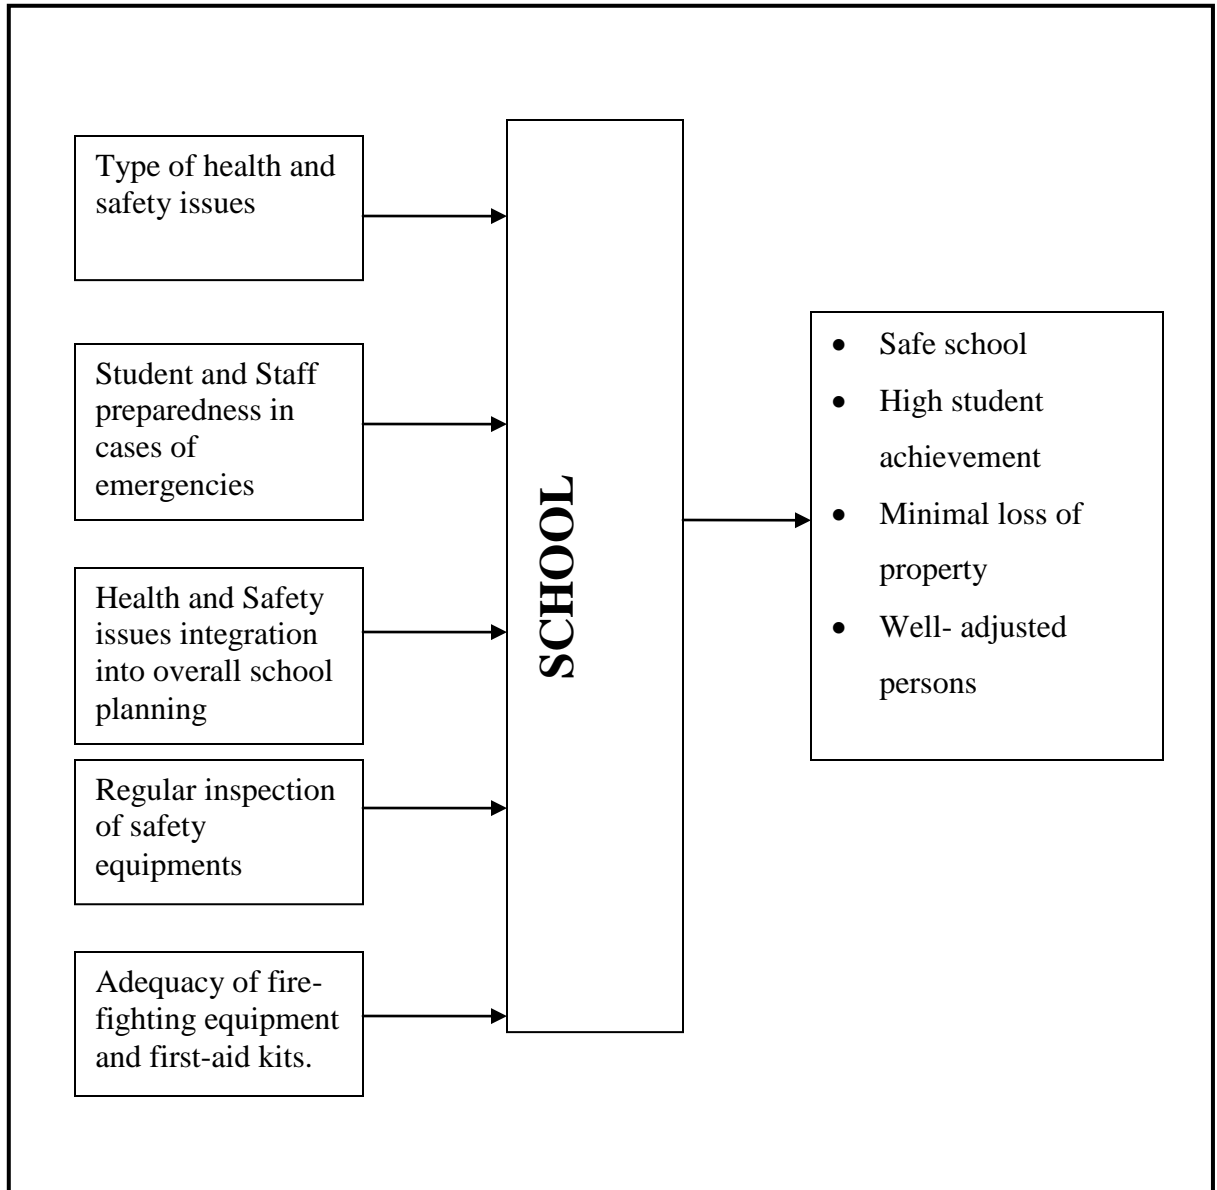 Type of health and
safety issues
Student and Staff
preparedness in
cases of
emergencies
Health and Safety
issues integration
into overall school
planning
Regular inspection
of safety
equipments
Adequacy of fire-
fighting equipment
and first-aid kits.
SCHOOL
• Safe school
• High student
achievement
• Minimal loss of
property
• Well- adjusted
persons